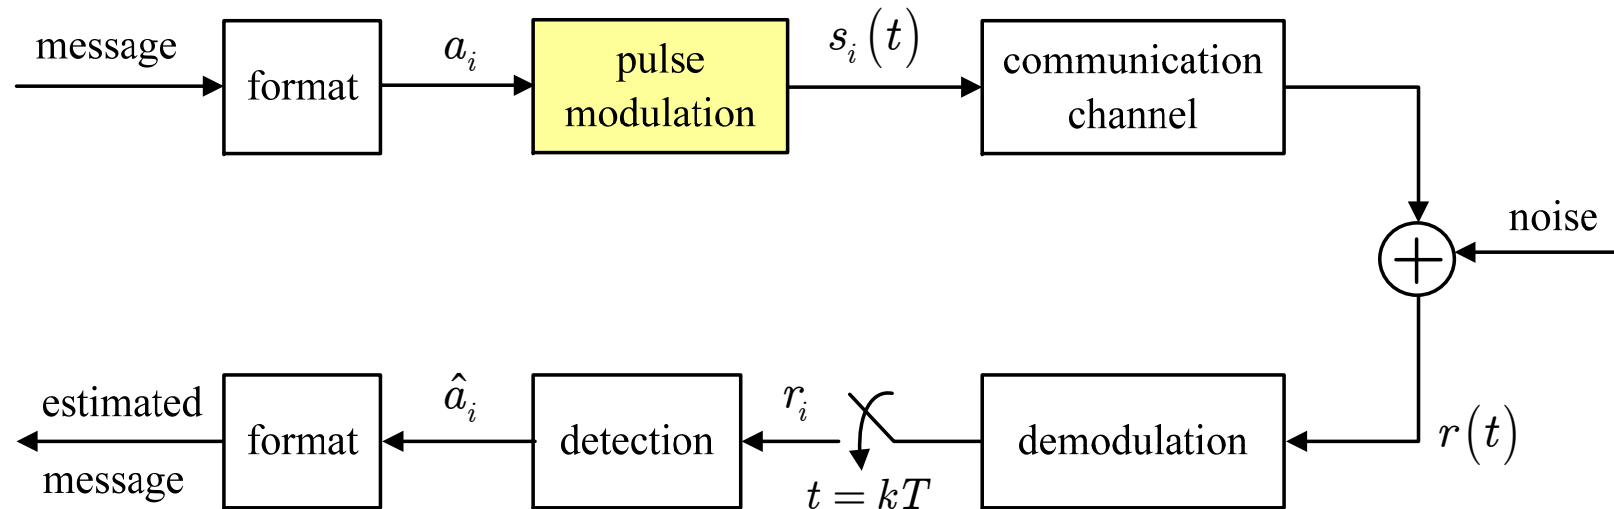 message
format
a_i
pulse
modulation
s_i(t)
communication
channel
noise
+
estimated
message
format
â_i
detection
r_i
t = kT
demodulation
r(t)